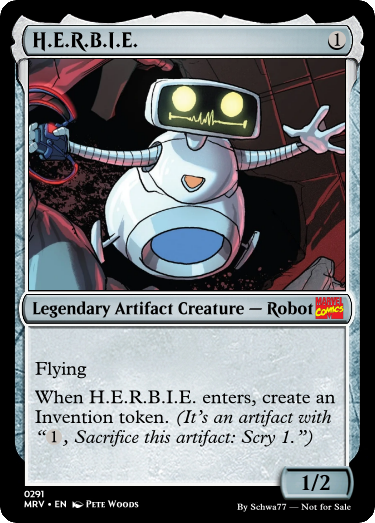 H.E.R.B.I.E. 1
Legendary Artifact Creature — Robot
MARVEL
COMICS
Flying
When H.E.R.B.I.E. enters, create an
Invention token. (It's an artifact with
“1, Sacrifice this artifact: Scry 1.”)
1/2
0291
MRV • EN Pete Woods
By Schwa77 — Not for Sale